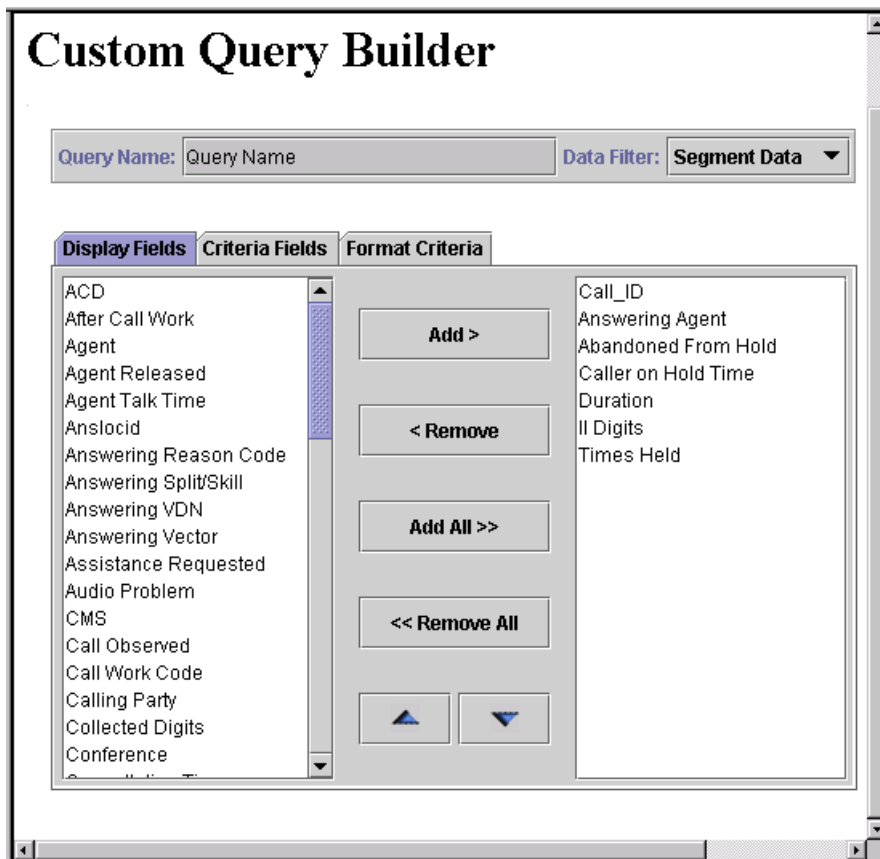 Custom Query Builder
Query Name: Query Name Data Filter: Segment Data
Display Fields Criteria Fields Format Criteria
ACD
After Call Work
Agent
Agent Released
Agent Talk Time
Anslocid
Answering Reason Code
Answering Split/Skill
Answering VDN
Answering Vector
Assistance Requested
Audio Problem
CMS
Call Observed
Call Work Code
Calling Party
Collected Digits
Conference
Add >
< Remove
Add All >>
<< Remove All
Call_ID
Answering Agent
Abandoned From Hold
Caller on Hold Time
Duration
II Digits
Times Held